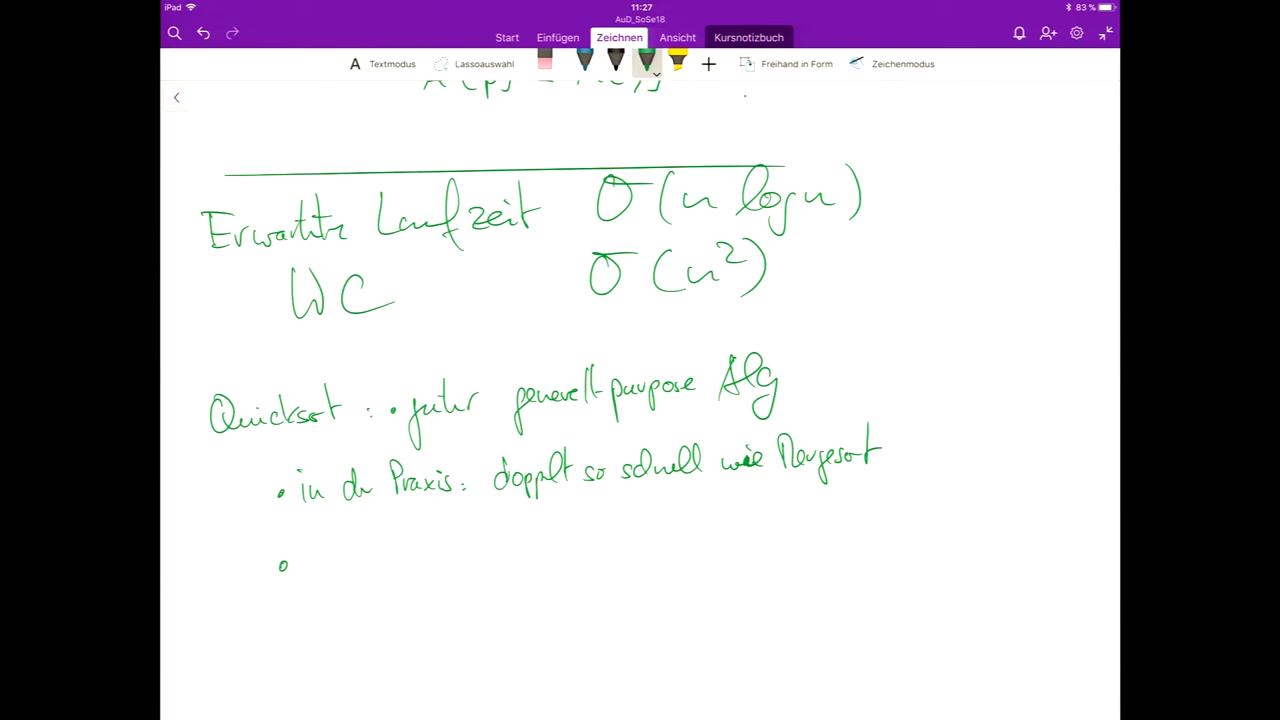 iPad 11:27 83 %
AuD_SoSe18
Start Einfügen Zeichnen Ansicht Kursnotizbuch
A Textmodus Lassoauswahl Freihand in Form Zeichenmodus
Erwartete Laufzeit O(n log n)
WC O(n²)
Quicksort: • guter generell-purpose Alg
• in der Praxis: doppelt so schnell wie Mergesort
•